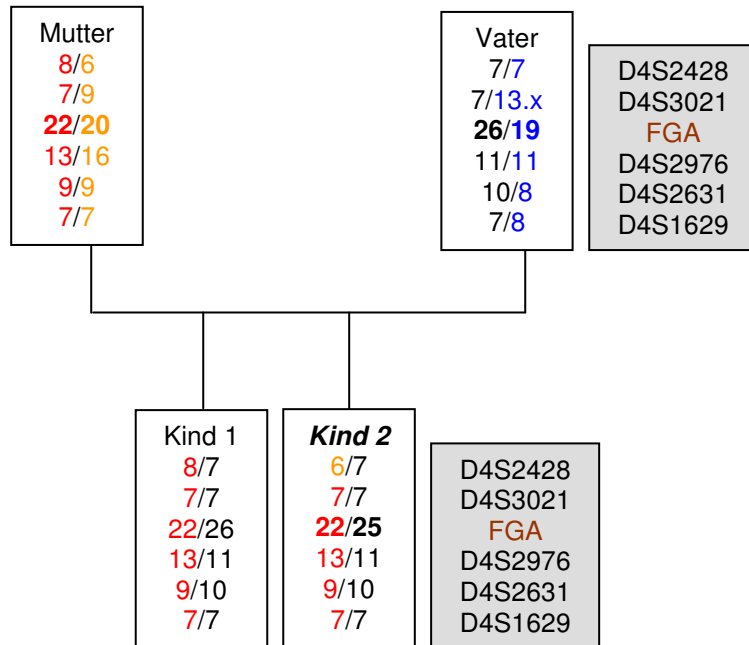 Mutter
8/6
7/9
22/20
13/16
9/9
7/7
Vater
7/7
7/13.x
26/19
11/11
10/8
7/8
D4S2428
D4S3021
FGA
D4S2976
D4S2631
D4S1629
Kind 1
8/7
7/7
22/26
13/11
9/10
7/7
Kind 2
6/7
7/7
22/25
13/11
9/10
7/7
D4S2428
D4S3021
FGA
D4S2976
D4S2631
D4S1629